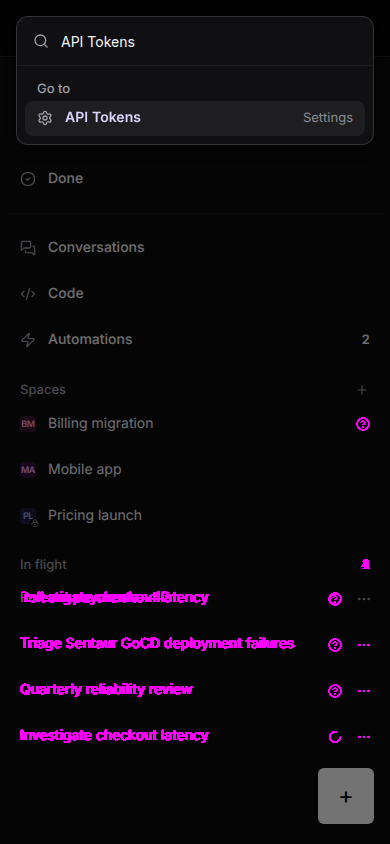 API Tokens
Go to
API Tokens Settings
Done
Conversations
Code
Automations 2
Spaces
BM Billing migration
MA Mobile app
PL Pricing launch
In flight
latency
Triage Sentaur GoCD deployment failures
Quarterly reliability review
Investigate checkout latency